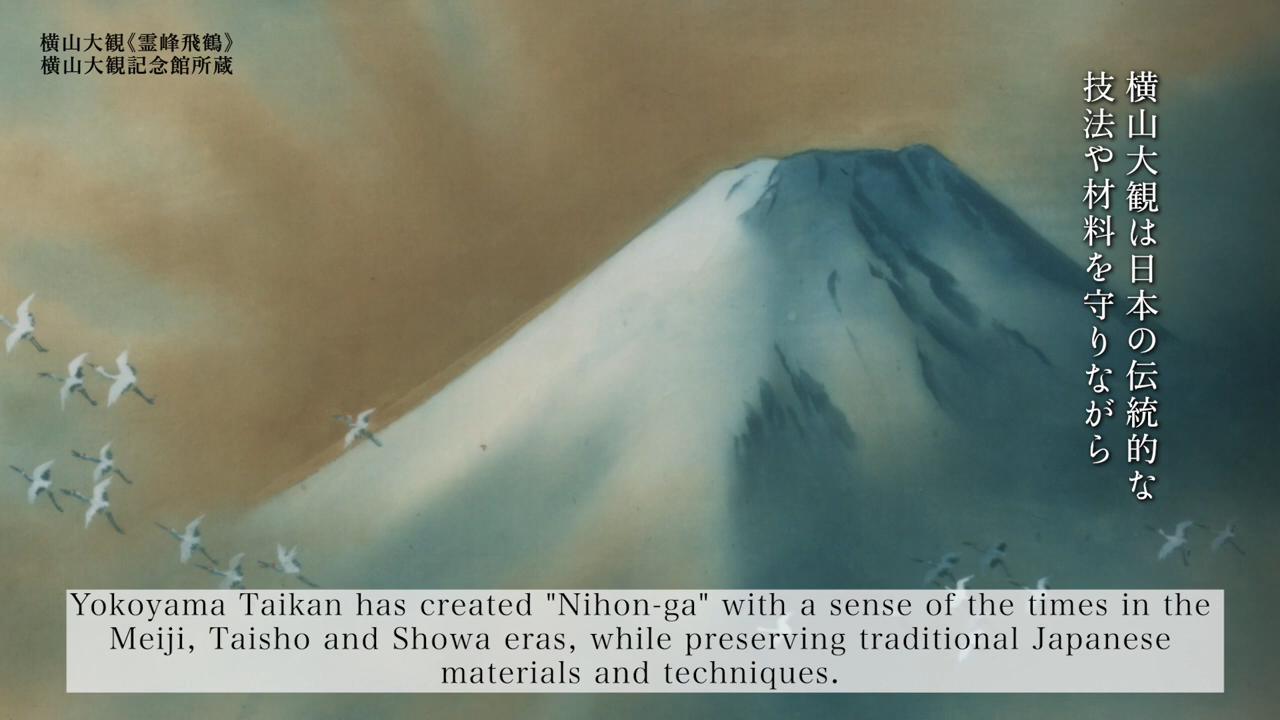 横山大観《霊峰飛鶴》
横山大観記念館所蔵
横山大観は日本の伝統的な
技法や材料を守りながら
Yokoyama Taikan has created "Nihon-ga" with a sense of the times in the
Meiji, Taisho and Showa eras, while preserving traditional Japanese
materials and techniques.